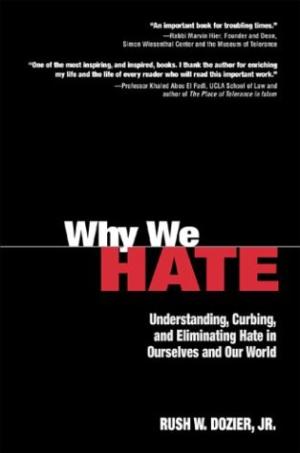 "An important book for troubling times."
—Rabbi Marvin Hier, Founder and Dean,
Simon Wiesenthal Center and the Museum of Tolerance
"One of the most inspiring, and inspired, books. I thank the author for enriching
my life and the life of every reader who will read this important work."
—Professor Khaled Abou El Fadl, UCLA School of Law and
author of The Place of Tolerance in Islam
Why We
HATE
Understanding, Curbing,
and Eliminating Hate in
Ourselves and Our World
RUSH W. DOZIER, JR.